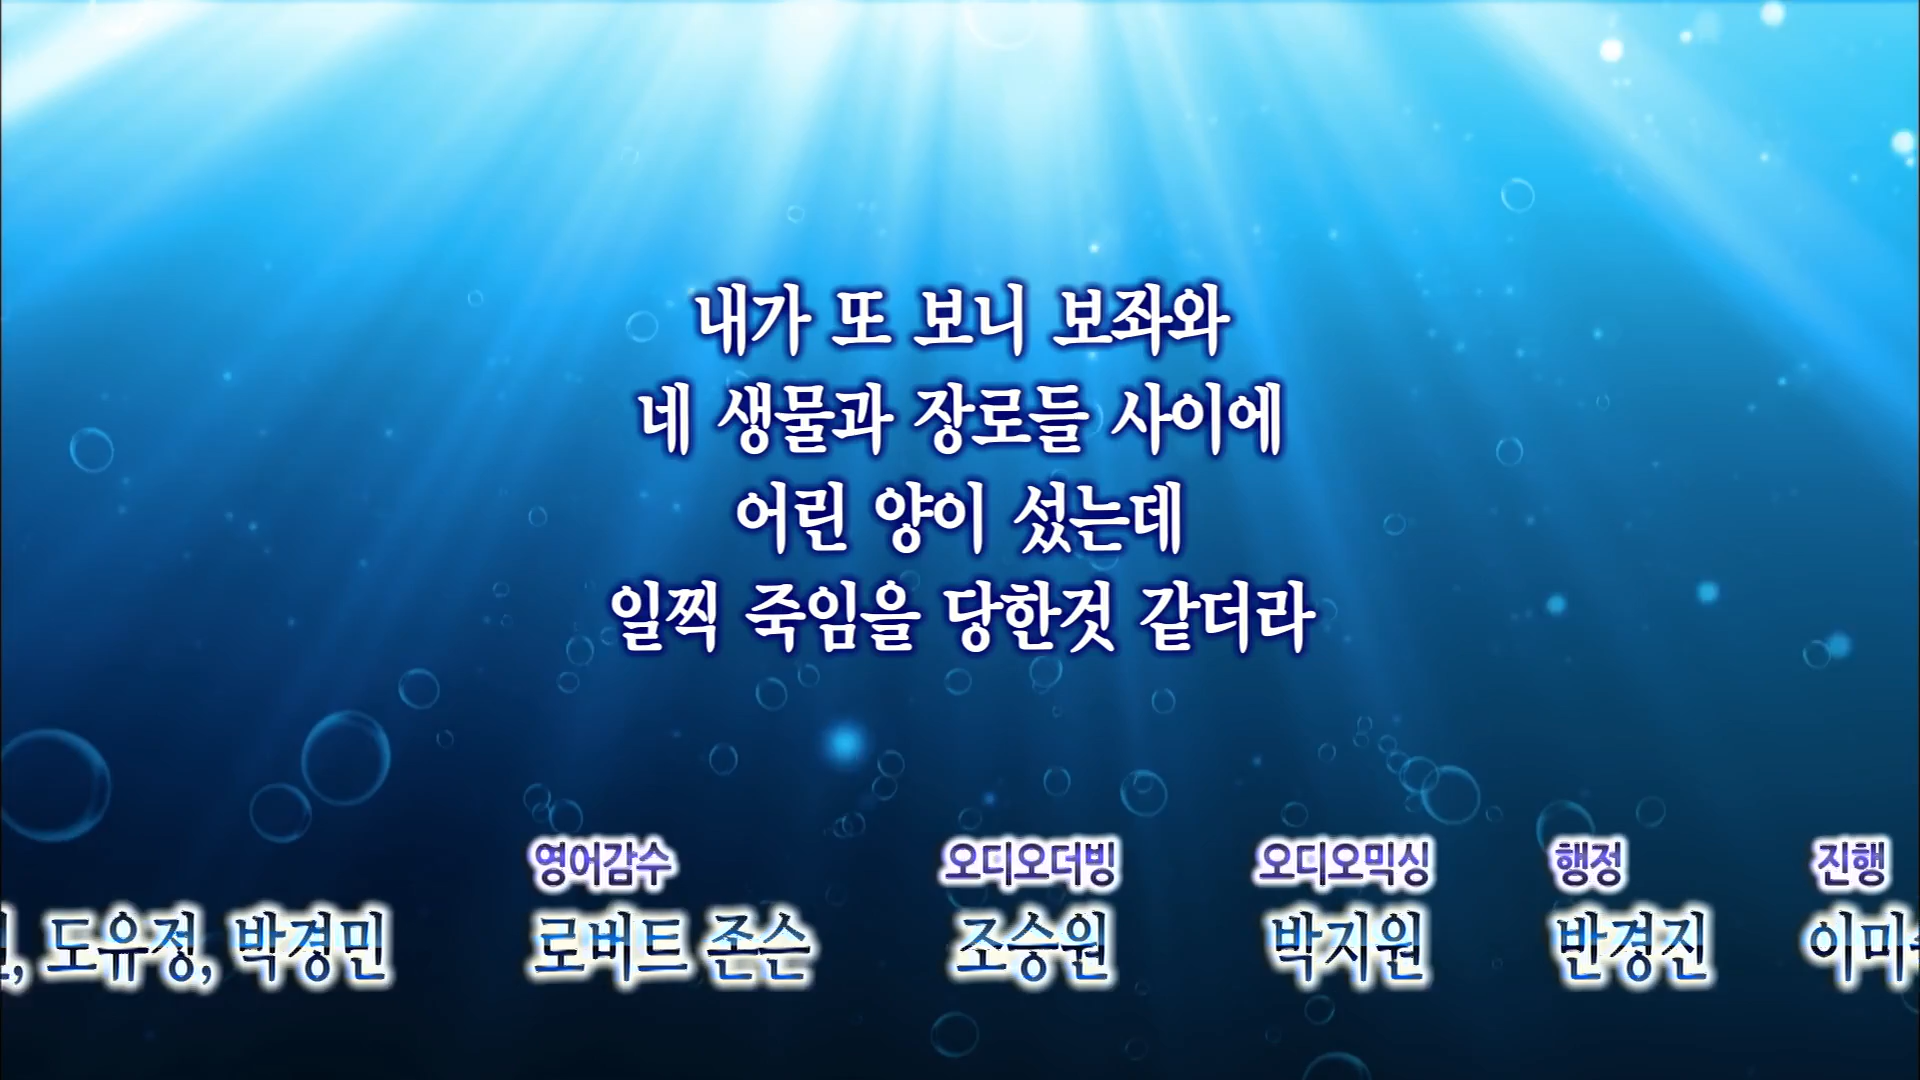 내가 또 보니 보좌와
네 생물과 장로들 사이에
어린 양이 섰는데
일찍 죽임을 당한것 같더라
영어감수 오디오더빙 오디오믹싱 행정 진행
도유정, 박경민 로버트 존슨 조승원 박지원 반경진